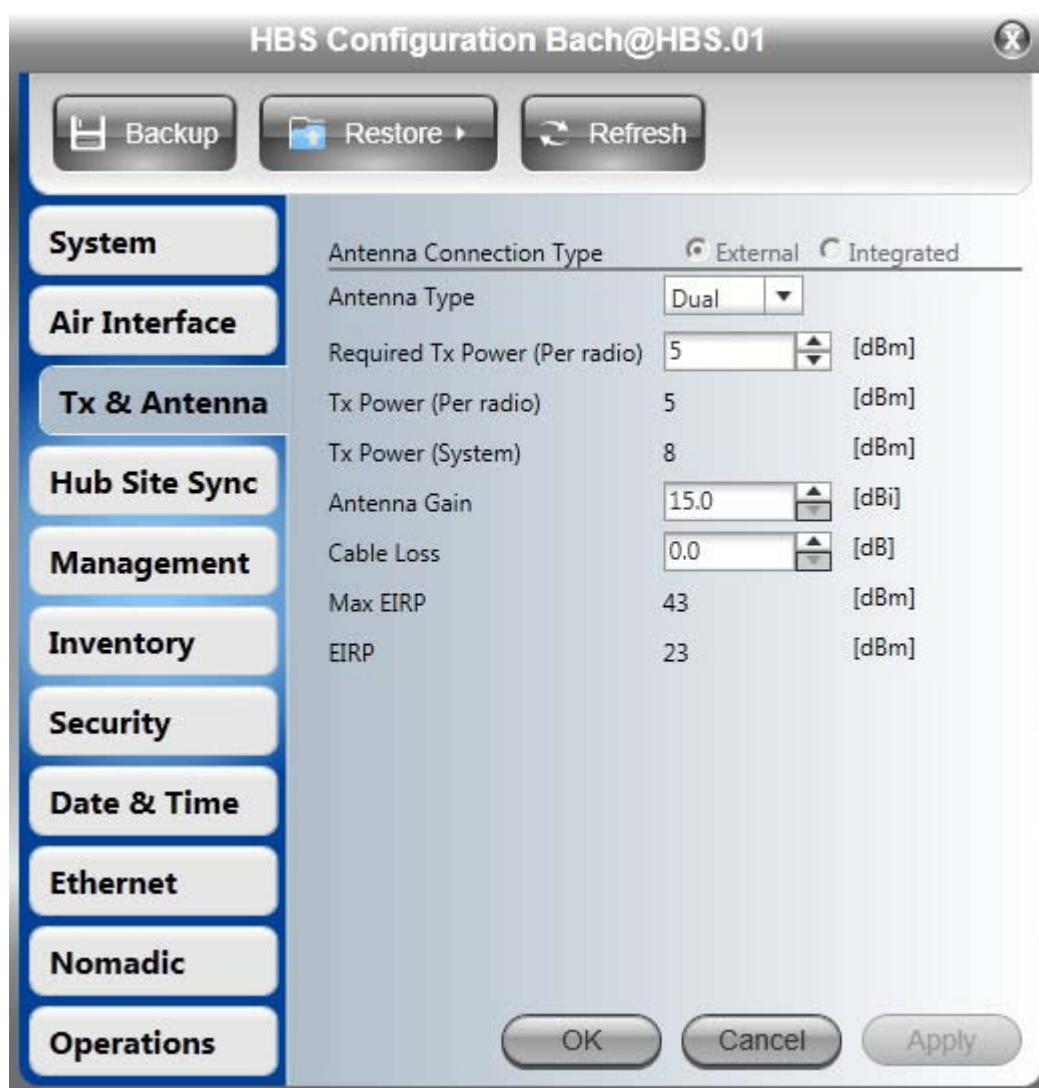 HBS Configuration Bach@HBS.01
Backup
Restore
Refresh
System
Air Interface
Tx & Antenna
Hub Site Sync
Management
Inventory
Security
Date & Time
Ethernet
Nomadic
Operations
Antenna Connection Type External Integrated
Antenna Type Dual
Required Tx Power (Per radio) 5 [dBm]
Tx Power (Per radio) 5 [dBm]
Tx Power (System) 8 [dBm]
Antenna Gain 15.0 [dBi]
Cable Loss 0.0 [dB]
Max EIRP 43 [dBm]
EIRP 23 [dBm]
OK Cancel Apply